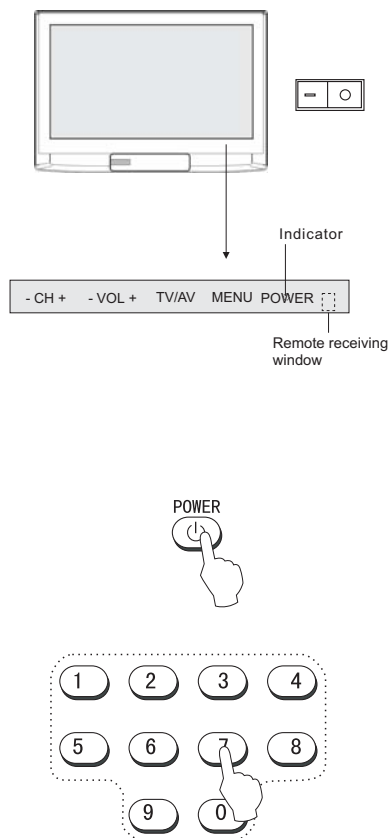 Indicator
- CH + - VOL + TV/AV MENU POWER
Remote receiving
window
POWER
1 2 3 4
5 6 7 8
9 0